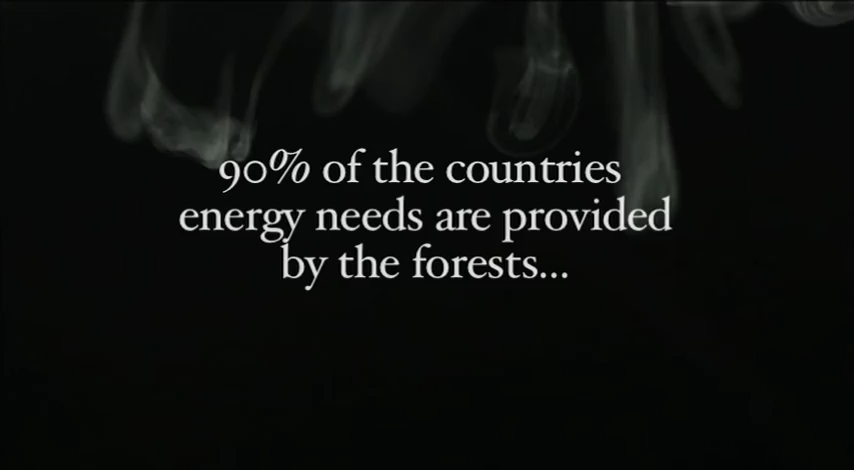 90% of the countries
energy needs are provided
by the forests...